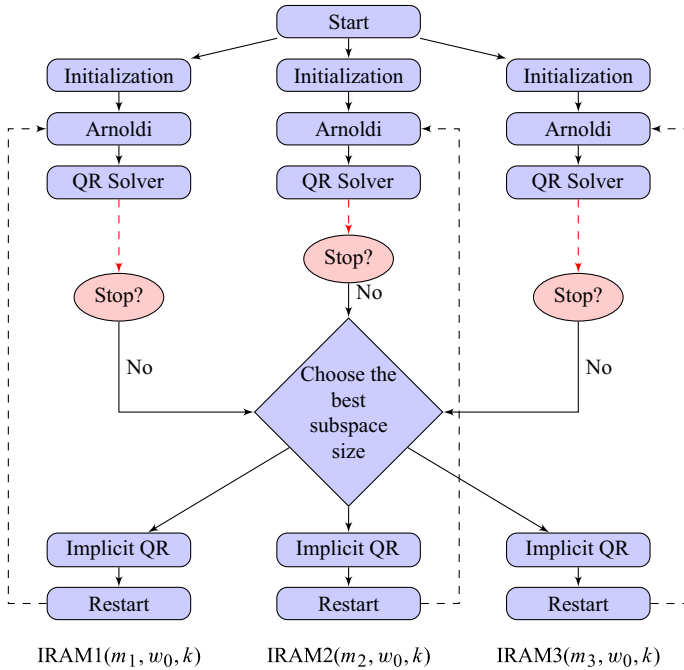 Start
Initialization
Initialization
Initialization
Arnoldi
Arnoldi
Arnoldi
QR Solver
QR Solver
QR Solver
Stop?
Stop?
Stop?
No
No
No
Choose the
best
subspace
size
Implicit QR
Implicit QR
Implicit QR
Restart
Restart
Restart
IRAM1(m₁, w₀, k)
IRAM2(m₂, w₀, k)
IRAM3(m₃, w₀, k)